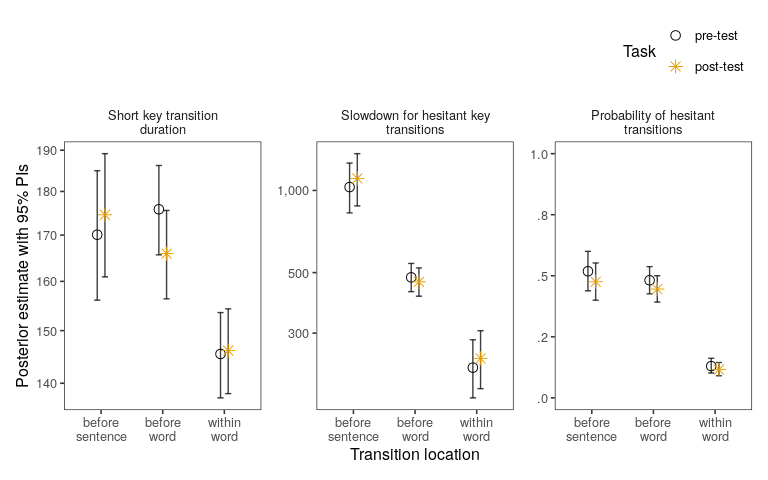 Task
pre-test
post-test
Short key transition
duration
Slowdown for hesitant key
transitions
Probability of hesitant
transitions
Posterior estimate with 95% PIs
190
180
170
160
150
140
1,000
500
300
1.0
.8
.5
.2
.0
before
sentence
before
word
within
word
before
sentence
before
word
within
word
before
sentence
before
word
within
word
Transition location